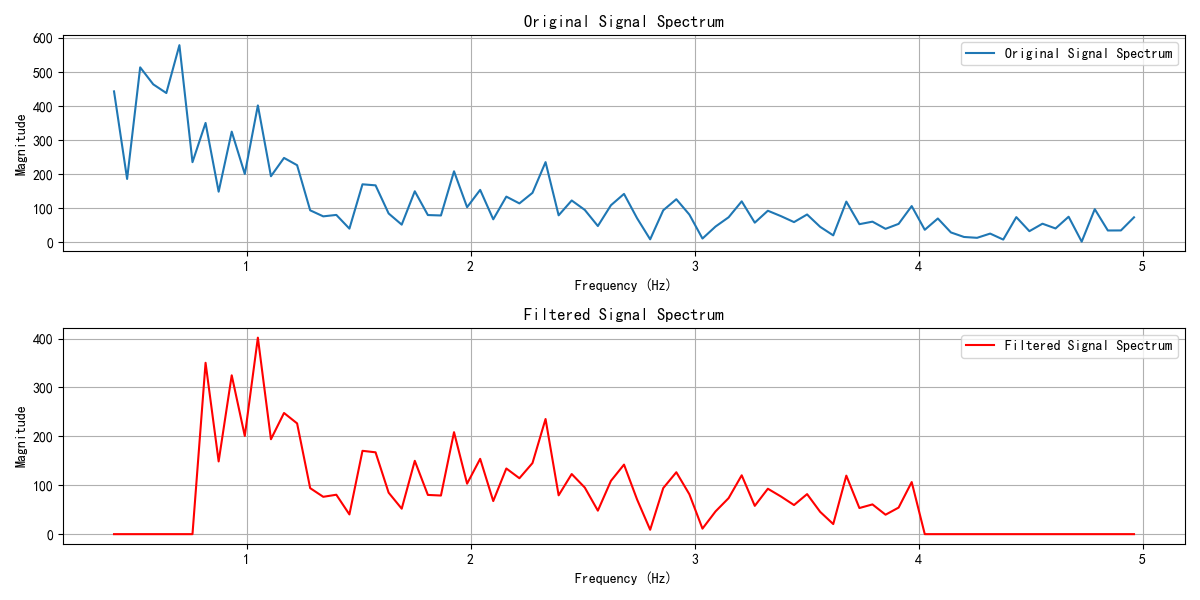 Original Signal Spectrum
600
500
400
300
200
100
0
Magnitude
Original Signal Spectrum
1 2 3 4 5
Frequency (Hz)
Filtered Signal Spectrum
400
300
200
100
0
Magnitude
Filtered Signal Spectrum
1 2 3 4 5
Frequency (Hz)